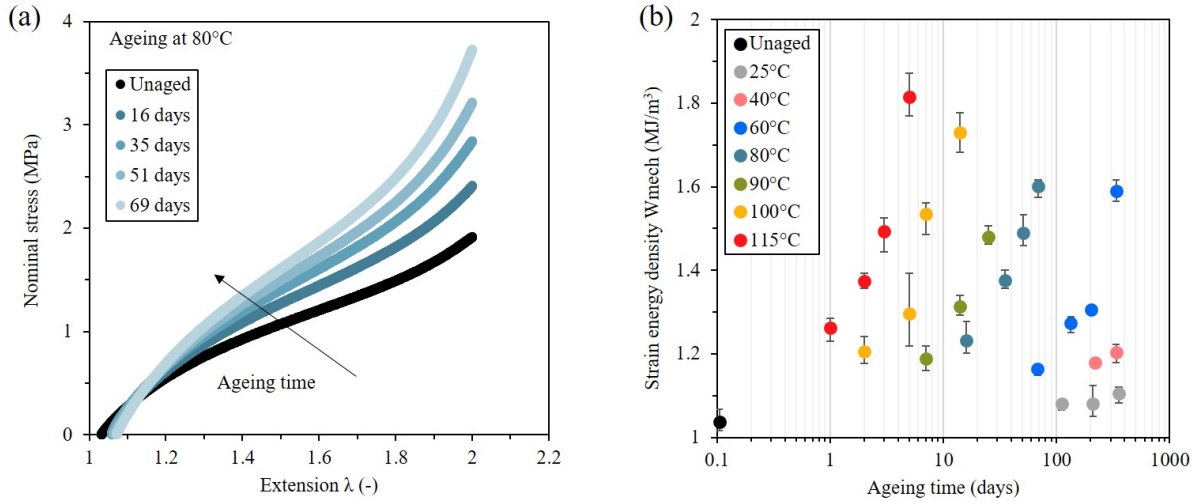 (a)
Ageing at 80°C
Unaged
16 days
35 days
51 days
69 days
Ageing time
Nominal stress (MPa)
4
3
2
1
0
1
1.2
1.4
1.6
1.8
2
2.2
Extension λ (-)
(b)
Unaged
25°C
40°C
60°C
80°C
90°C
100°C
115°C
Strain energy density Wmech (MJ/m³)
2
1.8
1.6
1.4
1.2
1
0.1
1
10
100
1000
Ageing time (days)